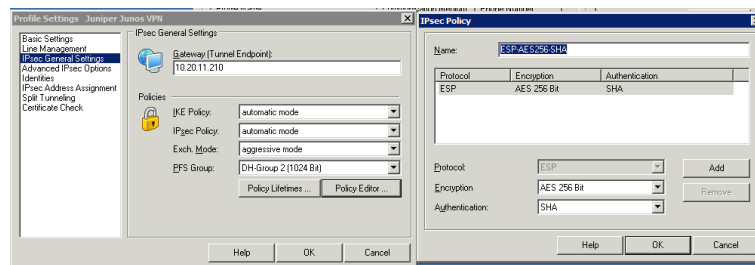 Profile Settings Juniper Junos VPN
Basic Settings
Line Management
IPsec General Settings
Advanced IPsec Options
Identities
IPsec Address Assignment
Split Tunneling
Certificate Check
IPsec General Settings
Gateway (Tunnel Endpoint):
10.20.11.210
Policies
IKE Policy: automatic mode
IPsec Policy: automatic mode
Exch. Mode: aggressive mode
PFS Group: DH-Group 2 (1024 Bit)
Policy Lifetimes ... Policy Editor ...
Help OK Cancel
IPsec Policy
Name: ESP-AES256-SHA
Protocol Encryption Authentication
ESP AES 256 Bit SHA
Protocol: ESP Add
Encryption AES 256 Bit Remove
Authentication: SHA
Help OK Cancel